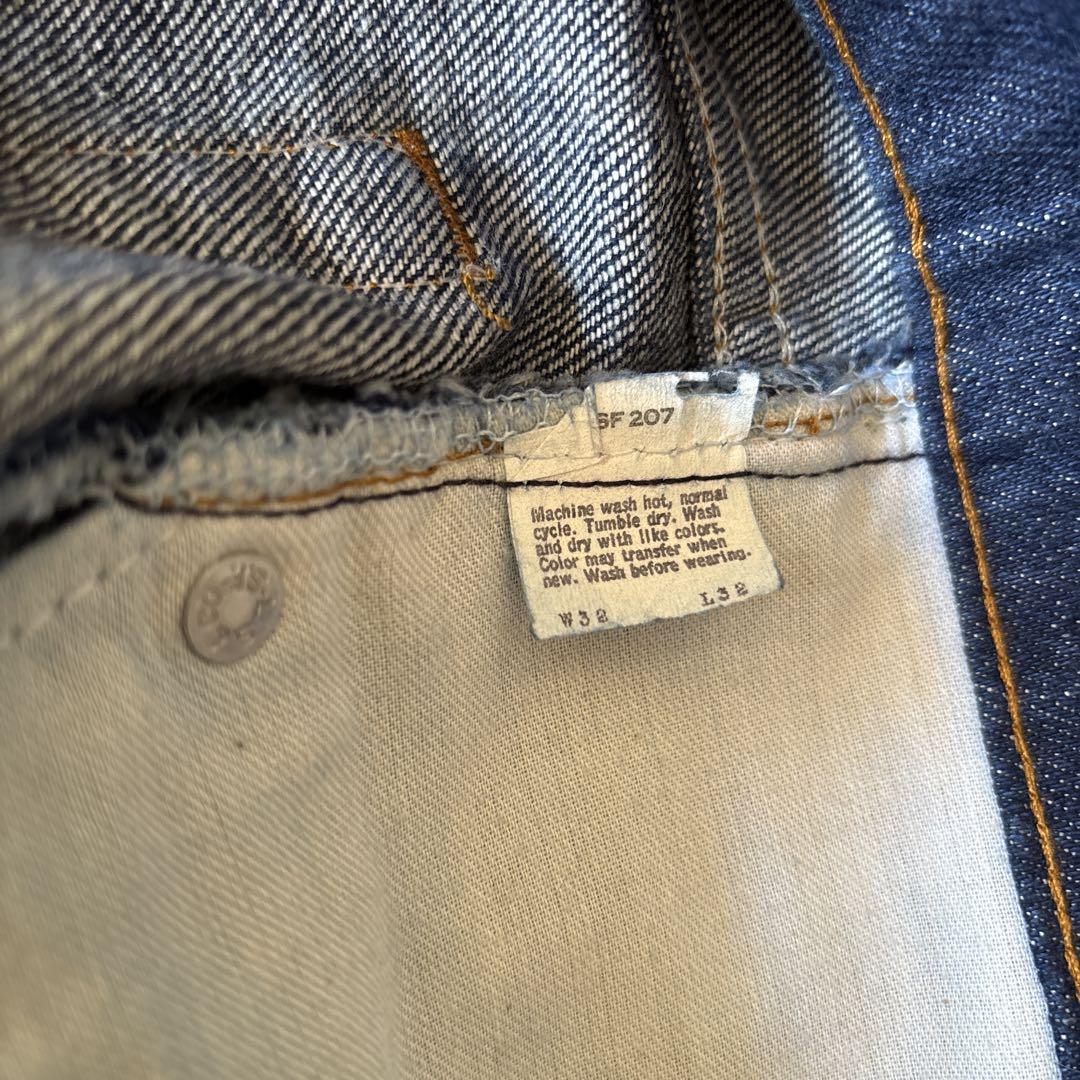 SF 207
Machine wash hot, normal
cycle. Tumble dry. Wash
and dry with like colors.
Color may transfer when
new. Wash before wearing.
W32 L32